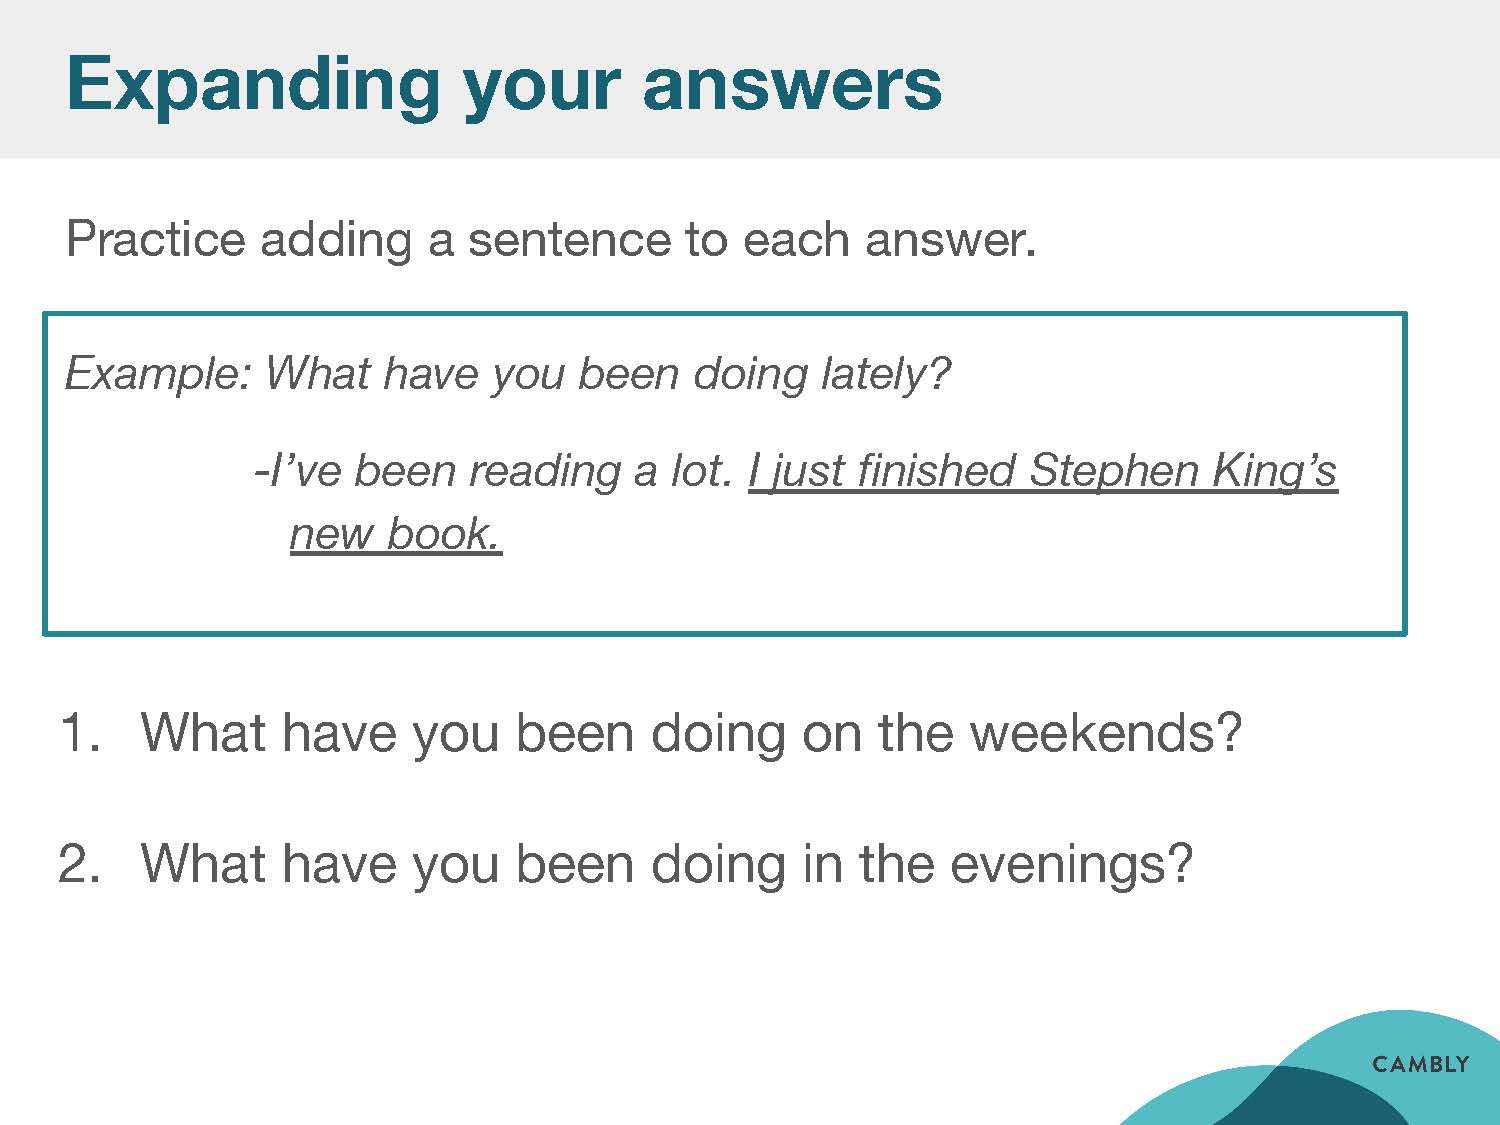 Expanding your answers
Practice adding a sentence to each answer.
Example: What have you been doing lately?
-I’ve been reading a lot. I just finished Stephen King’s
new book.
1. What have you been doing on the weekends?
2. What have you been doing in the evenings?
CAMBLY